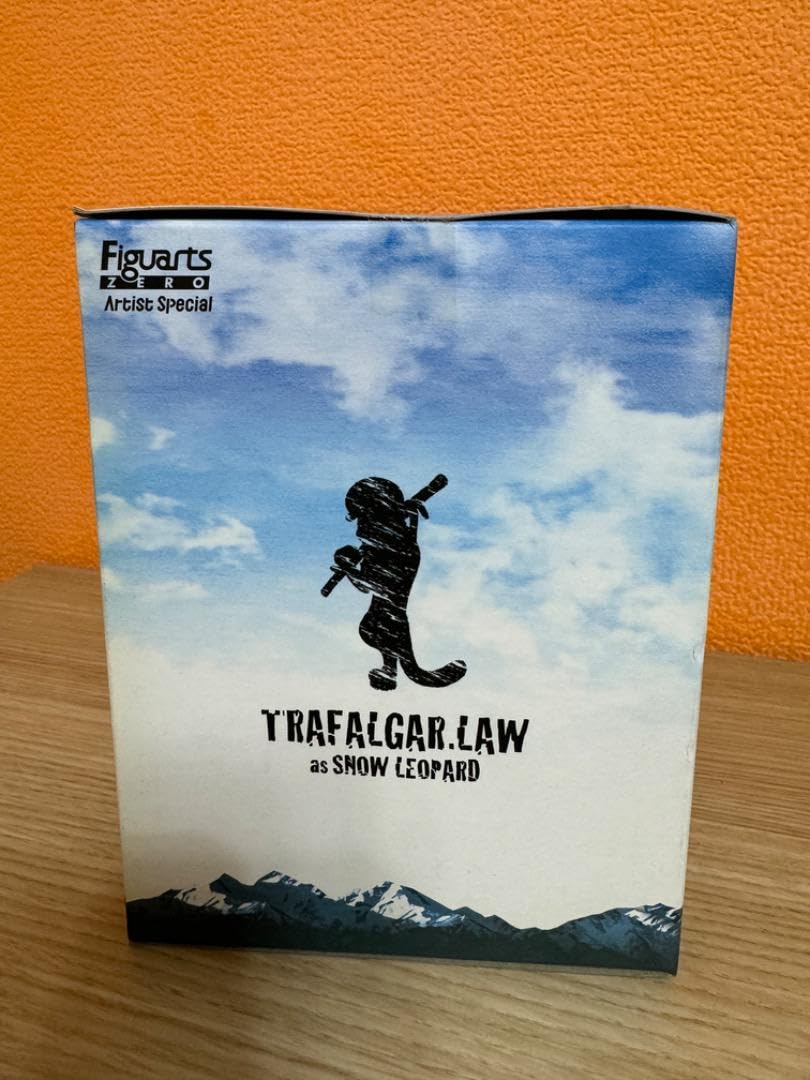 Figuarts
ZERO
Artist Special
TRAFALGAR.LAW
as SNOW LEOPARD